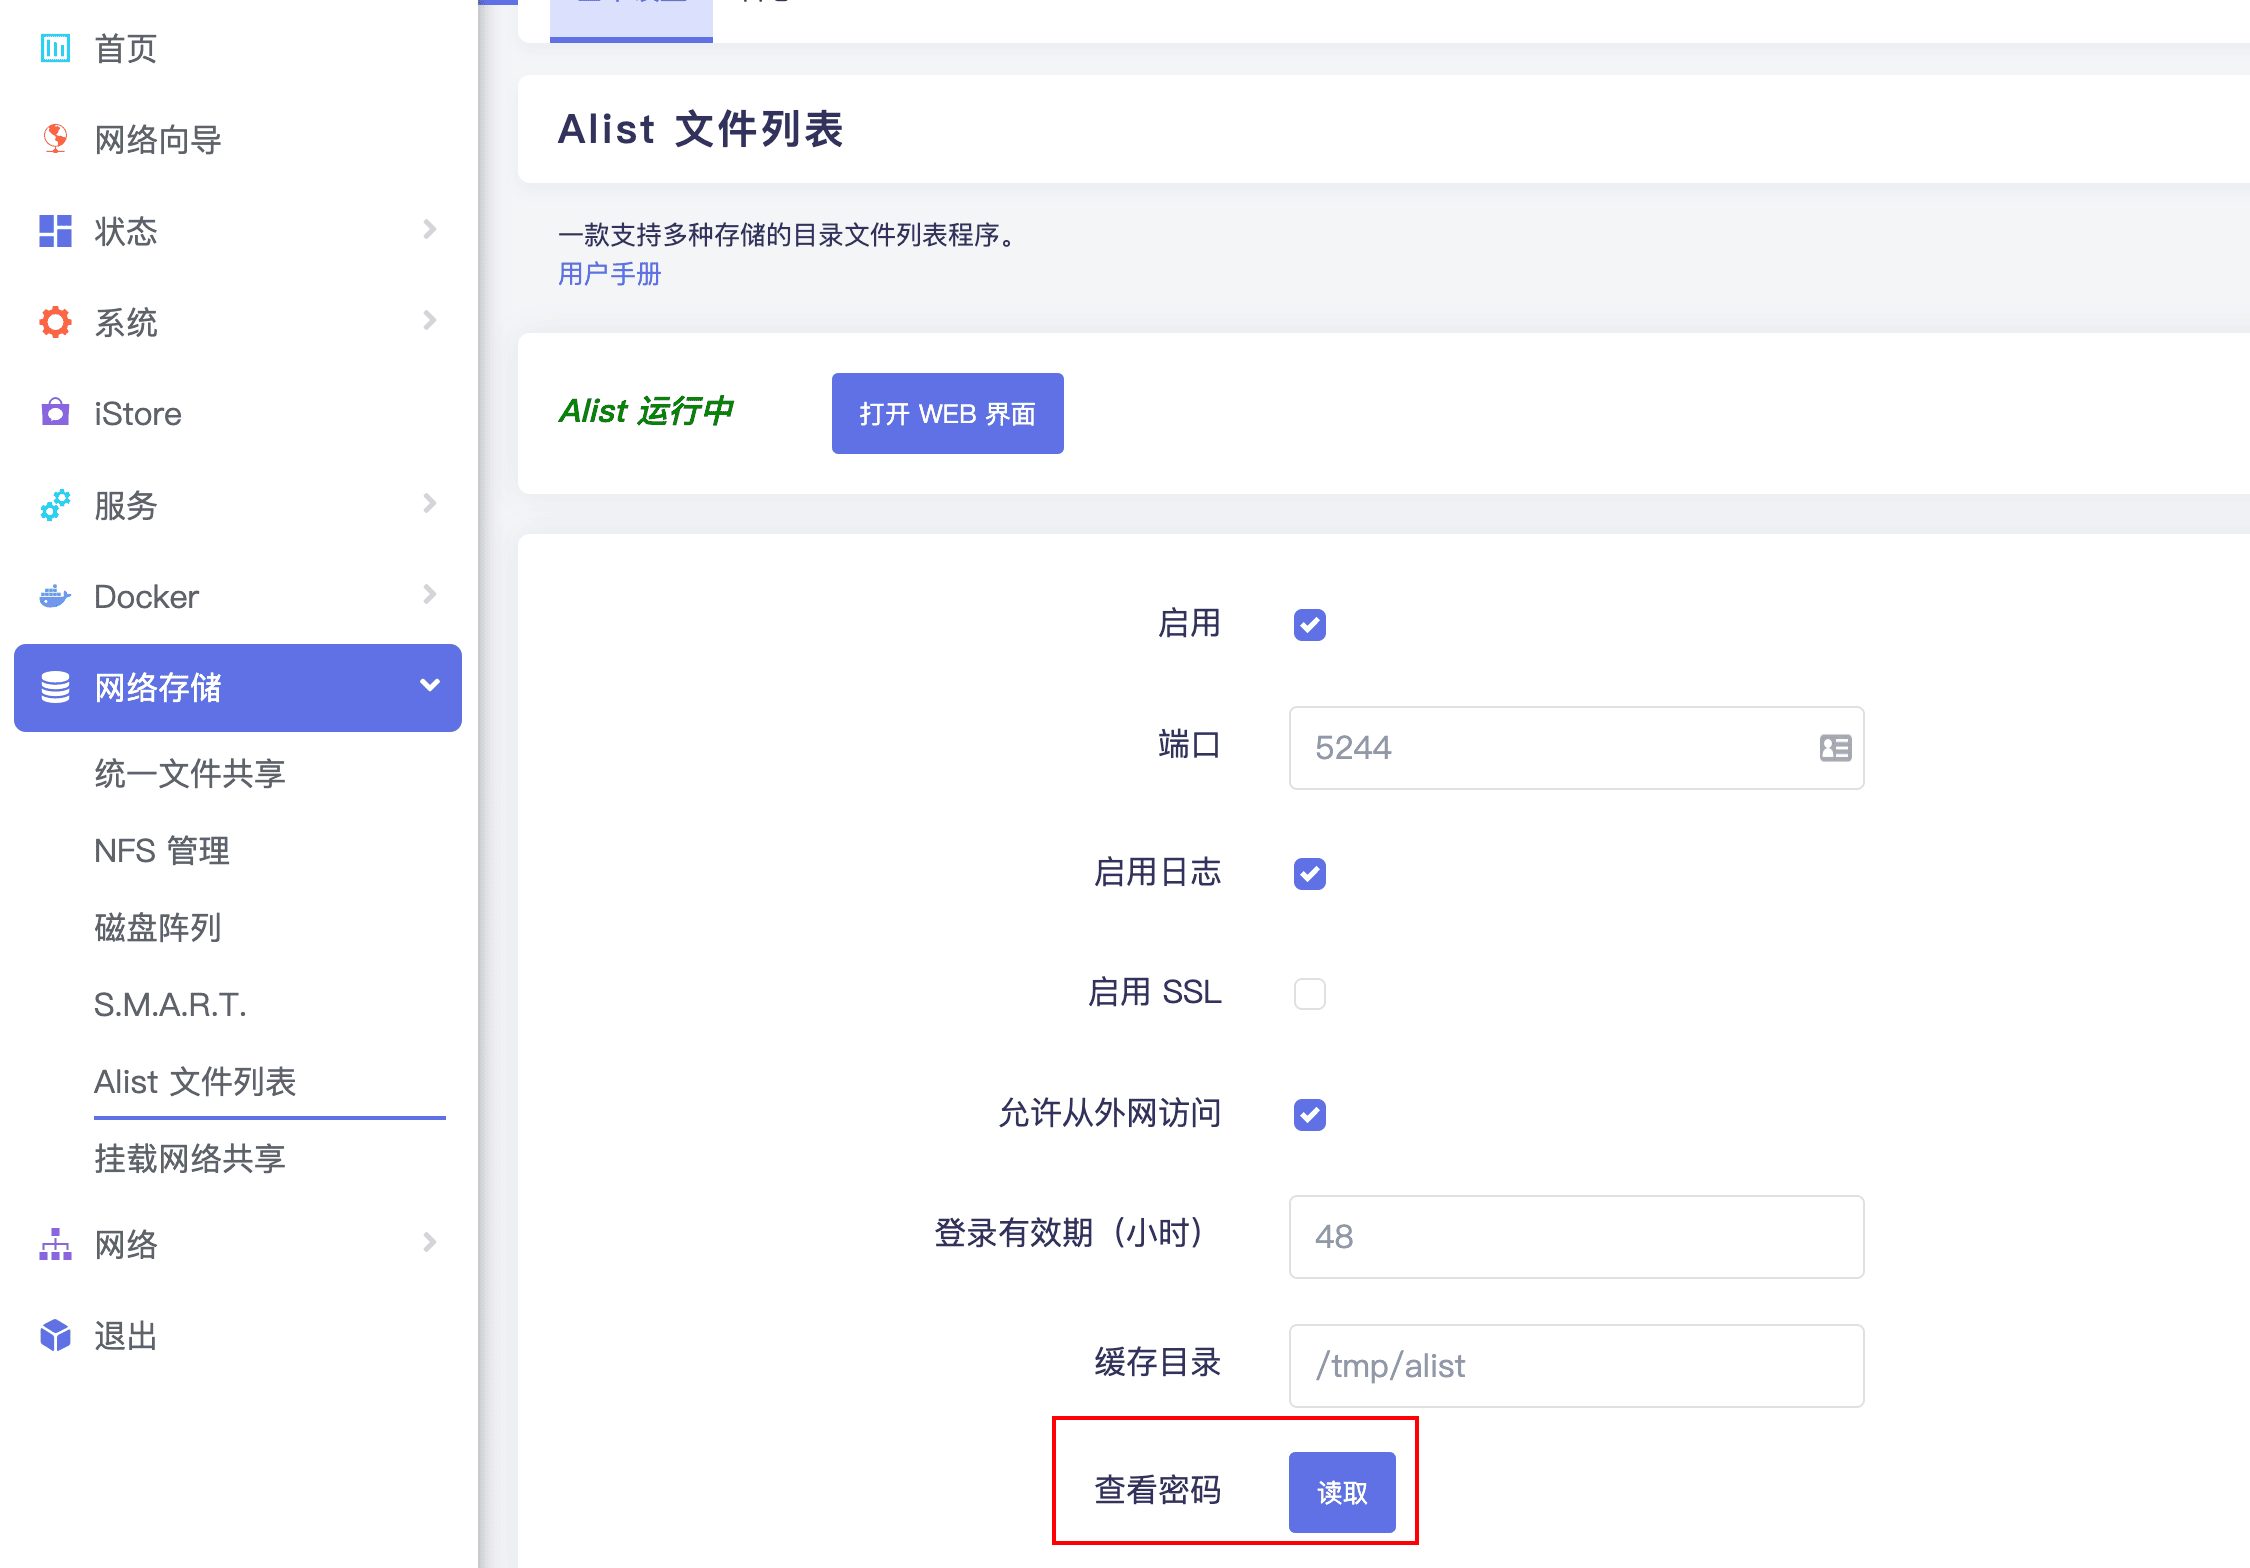 首页
网络向导
状态
系统
iStore
服务
Docker
网络存储
统一文件共享
NFS 管理
磁盘阵列
S.M.A.R.T.
Alist 文件列表
挂载网络共享
网络
退出
Alist 文件列表
一款支持多种存储的目录文件列表程序。
用户手册
Alist 运行中
打开 WEB 界面
启用
端口
5244
启用日志
启用 SSL
允许从外网访问
登录有效期（小时）
48
缓存目录
/tmp/alist
查看密码
读取